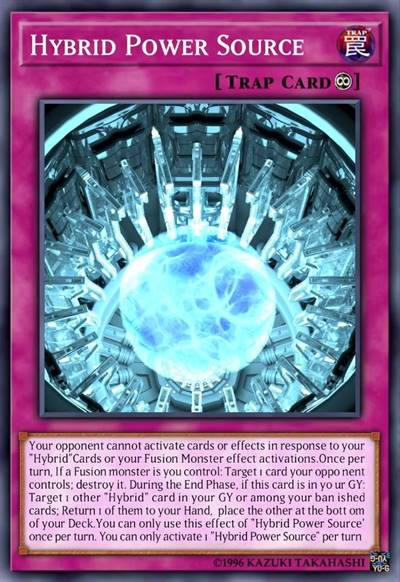 Hybrid Power Source
TRAP
罠
[Trap Card∞]
Your opponent cannot activate cards or effects in response to your
"Hybrid"Cards or your Fusion Monster effect activations.Once per
turn, If a Fusion monster is you control: Target 1 card your oppo nent
controls; destroy it. During the End Phase, if this card is in yo ur GY:
Target 1 other "Hybrid" card in your GY or among your ban ished
cards; Return 1 of them to your Hand, place the other at the bott om
of your Deck.You can only use this effect of "Hybrid Power Source'
once per turn. You can only activate 1 "Hybrid Power Source" per turn
©1996 KAZUKI TAKAHASHI